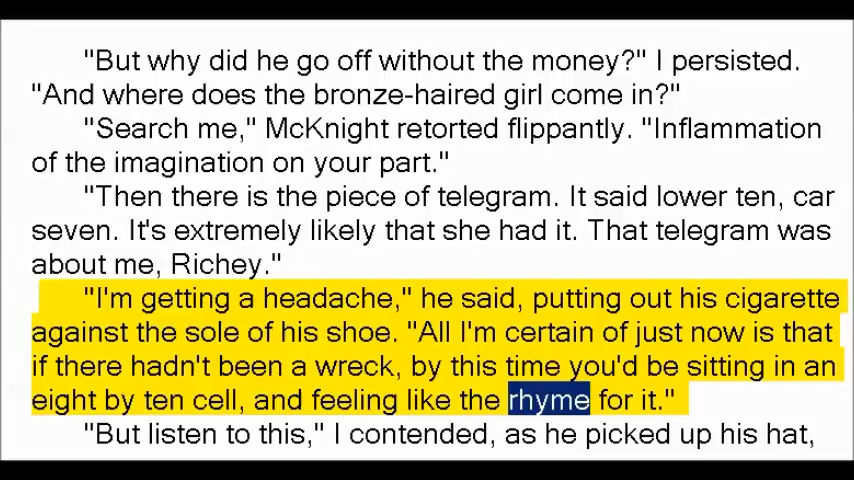 "But why did he go off without the money?" I persisted.
"And where does the bronze-haired girl come in?"
"Search me," McKnight retorted flippantly. "Inflammation
of the imagination on your part."
"Then there is the piece of telegram. It said lower ten, car
seven. It's extremely likely that she had it. That telegram was
about me, Richey."
"I'm getting a headache," he said, putting out his cigarette
against the sole of his shoe. "All I'm certain of just now is that
if there hadn't been a wreck, by this time you'd be sitting in an
eight by ten cell, and feeling like the rhyme for it."
"But listen to this," I contended, as he picked up his hat,